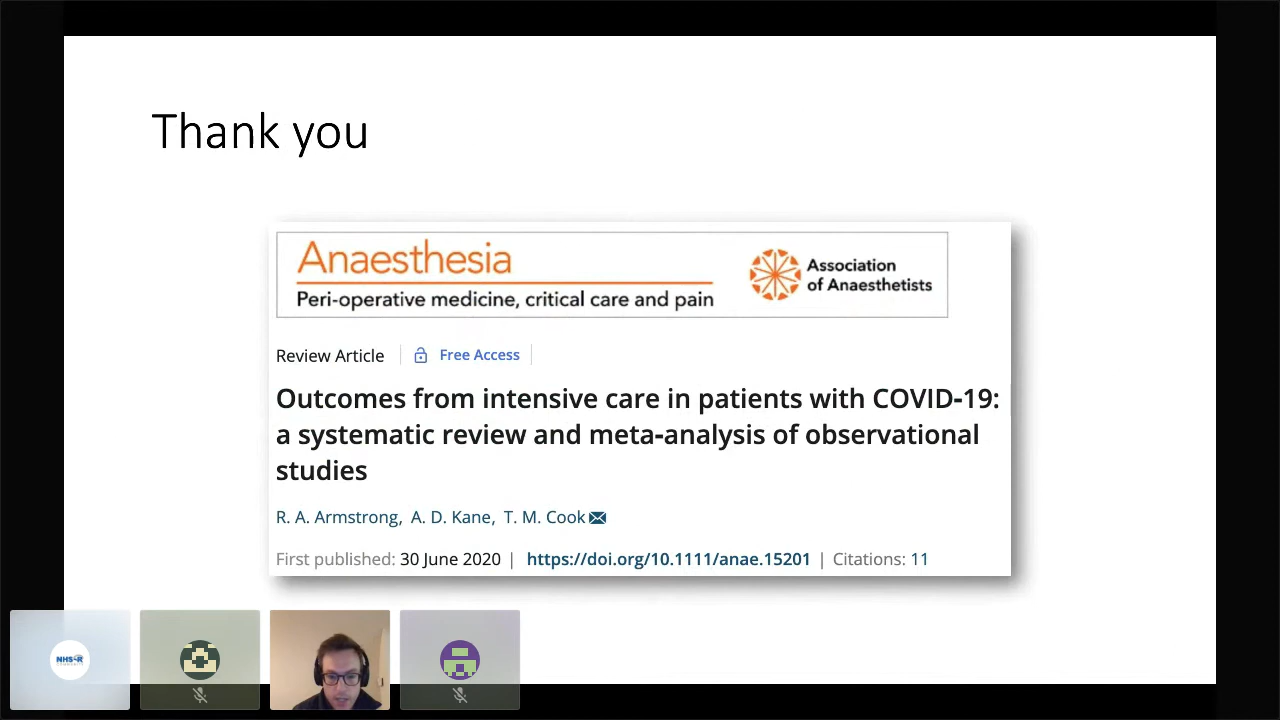 Thank you
Anaesthesia
Peri-operative medicine, critical care and pain
Association
of Anaesthetists
Review Article
Free Access
Outcomes from intensive care in patients with COVID-19:
a systematic review and meta-analysis of observational
studies
R. A. Armstrong, A. D. Kane, T. M. Cook
First published: 30 June 2020 | https://doi.org/10.1111/anae.15201 | Citations: 11
NHS-R
COMMUNITY